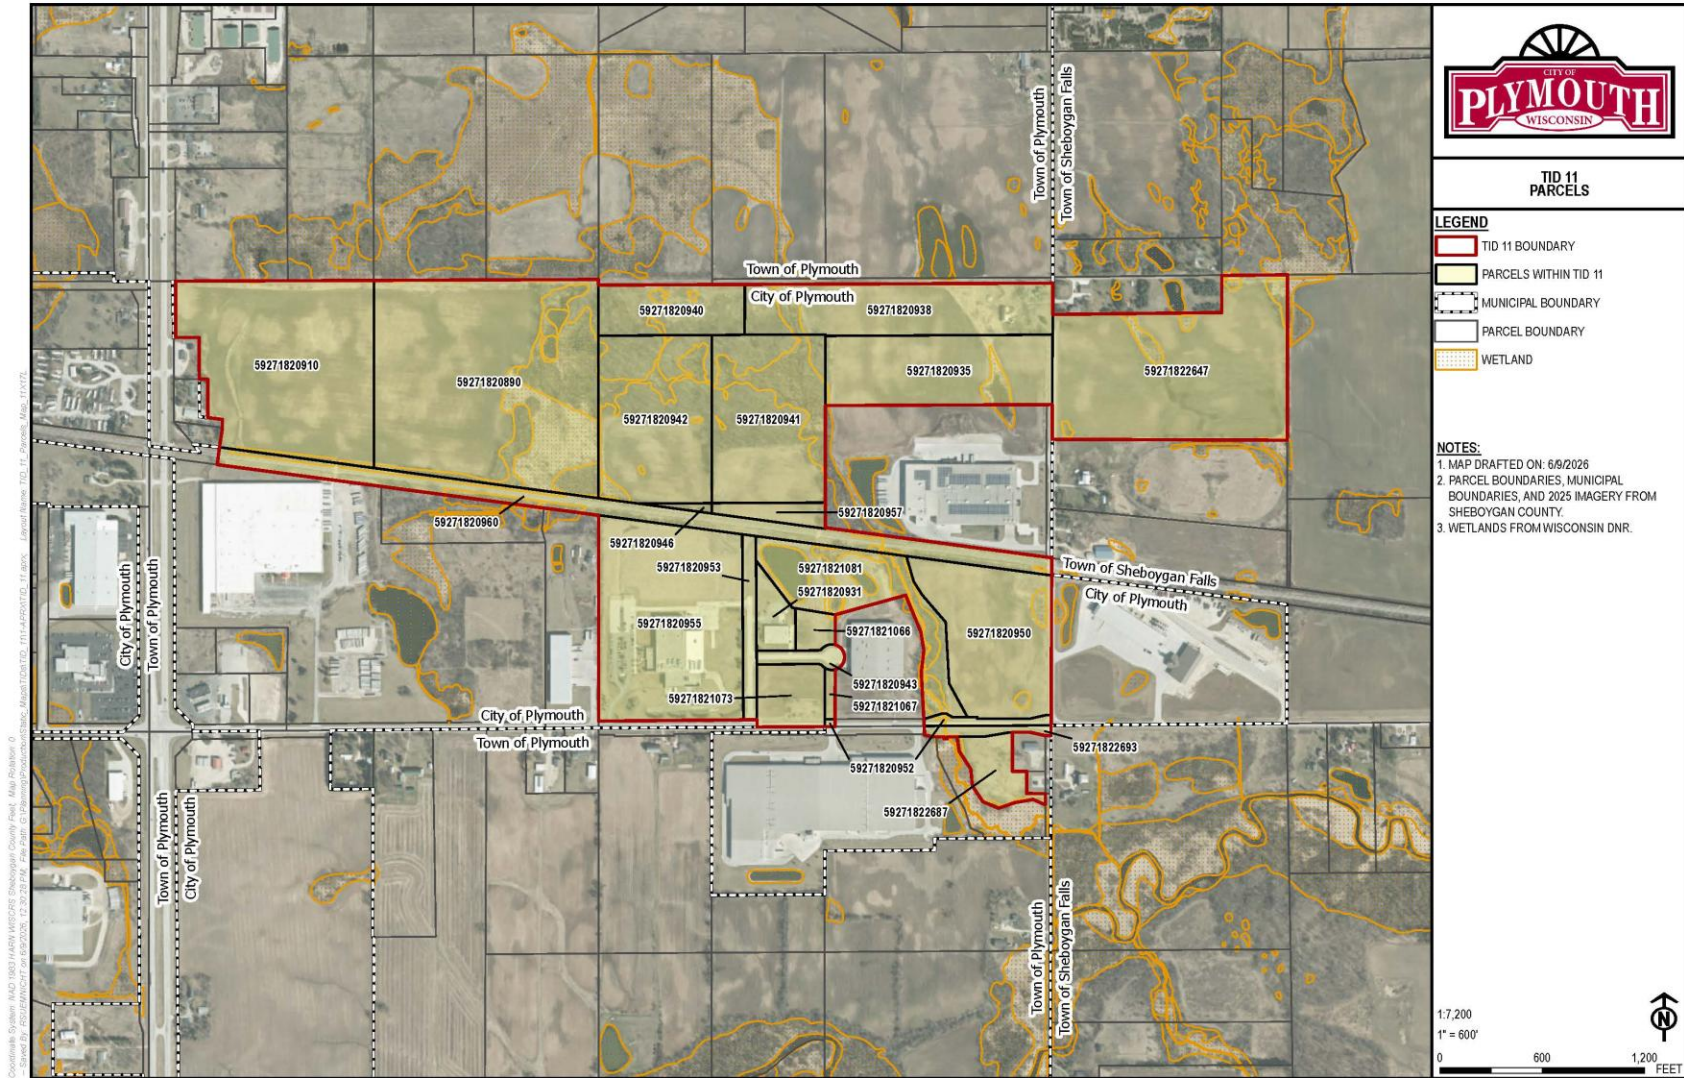 CITY OF
PLYMOUTH
WISCONSIN
TID 11
PARCELS
LEGEND
TID 11 BOUNDARY
PARCELS WITHIN TID 11
MUNICIPAL BOUNDARY
PARCEL BOUNDARY
WETLAND
NOTES:
1. MAP DRAFTED ON: 6/9/2026
2. PARCEL BOUNDARIES, MUNICIPAL
BOUNDARIES, AND 2025 IMAGERY FROM
SHEBOYGAN COUNTY.
3. WETLANDS FROM WISCONSIN DNR.
1:7,200
1" = 600'
0 600 1,200
FEET
N
Town of Plymouth
Town of Sheboygan Falls
Town of Plymouth
City of Plymouth
59271820940
59271820938
59271820910
59271820890
59271820935
59271822647
59271820942
59271820941
59271820960
59271820957
59271820946
59271820953
59271821081
59271820931
Town of Sheboygan Falls
City of Plymouth
City of Plymouth
Town of Plymouth
59271820955
59271821066
59271820950
59271820943
59271821073
59271821067
City of Plymouth
Town of Plymouth
59271822693
59271820952
59271822687
Town of Plymouth
City of Plymouth
Town of Plymouth
Town of Sheboygan Falls